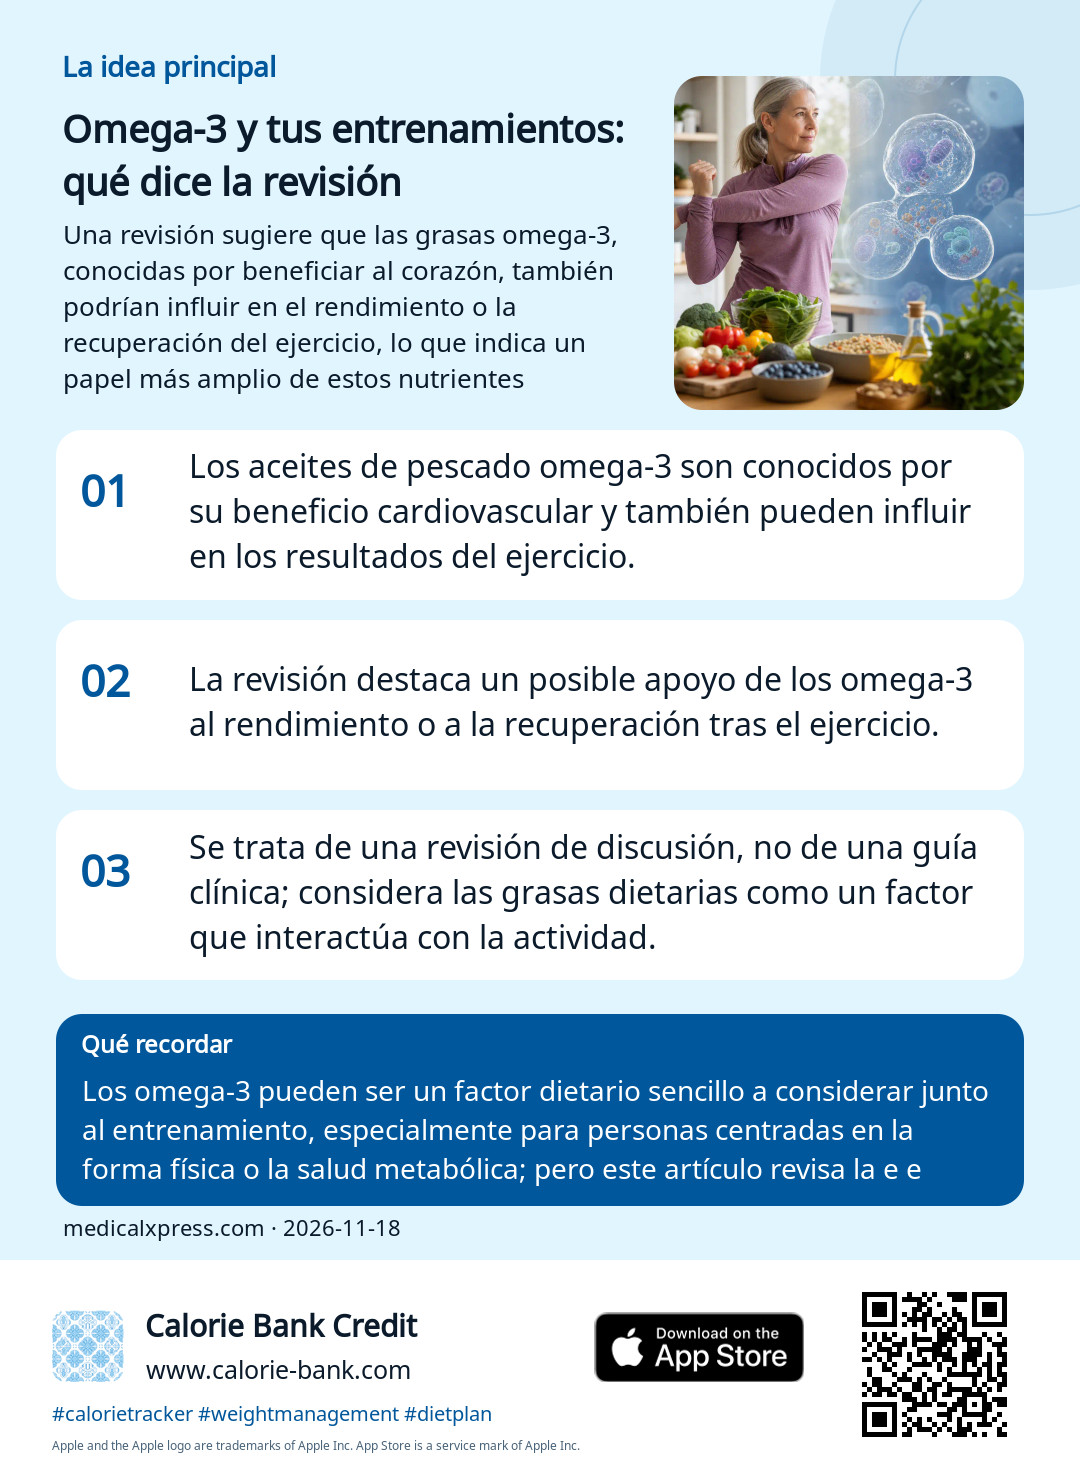 La idea principal
Omega-3 y tus entrenamientos:
qué dice la revisión
Una revisión sugiere que las grasas omega-3,
conocidas por beneficiar al corazón, también
podrían influir en el rendimiento o la
recuperación del ejercicio, lo que indica un
papel más amplio de estos nutrientes
01
Los aceites de pescado omega-3 son conocidos por
su beneficio cardiovascular y también pueden influir
en los resultados del ejercicio.
02
La revisión destaca un posible apoyo de los omega-3
al rendimiento o a la recuperación tras el ejercicio.
03
Se trata de una revisión de discusión, no de una guía
clínica; considera las grasas dietarias como un factor
que interactúa con la actividad.
Qué recordar
Los omega-3 pueden ser un factor dietario sencillo a considerar junto
al entrenamiento, especialmente para personas centradas en la
forma física o la salud metabólica; pero este artículo revisa la e e
medicalxpress.com · 2026-11-18
Calorie Bank Credit
www.calorie-bank.com
#calorietracker #weightmanagement #dietplan
Apple and the Apple logo are trademarks of Apple Inc. App Store is a service mark of Apple Inc.
Download on the
App Store